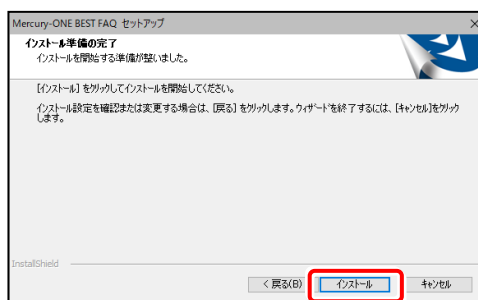 Mercury-ONE BEST FAQ セットアップ
インストール準備の完了
インストールを開始する準備が整いました。
[インストール] をクリックしてインストールを開始してください。
インストール設定を確認または変更する場合は、[戻る] をクリックします。ウィザードを終了するには、[キャンセル]をクリック
します。
InstallShield
< 戻る(B)
インストール
キャンセル